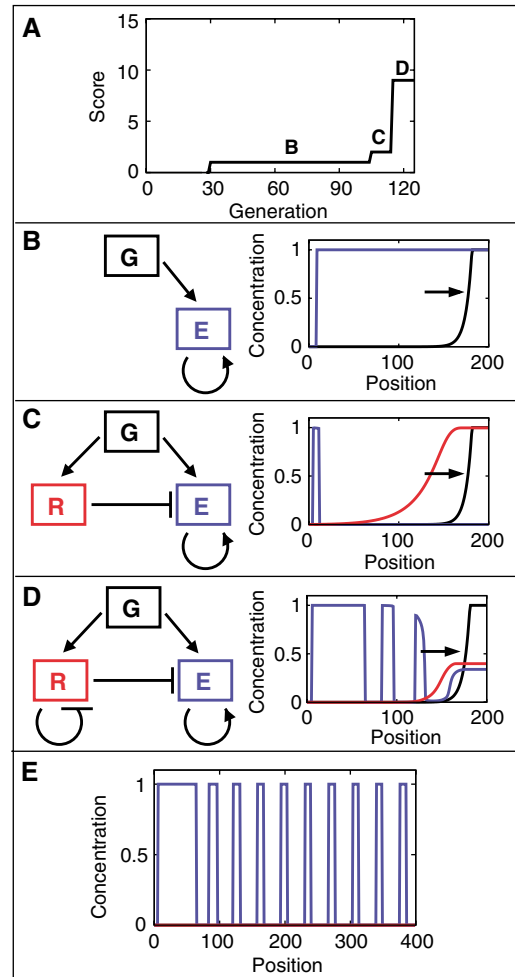 A
15
10
5
0
Score
B
C
D
0 30 60 90 120
Generation
B
G
E
1
0.5
0
Concentration
100 200
Position
C
G
R
E
1
0.5
0
Concentration
0 100 200
Position
D
G
R
E
1
0.5
0
Concentration
0 100 200
Position
E
1
0.5
0
Concentration
0 100 200 300 400
Position